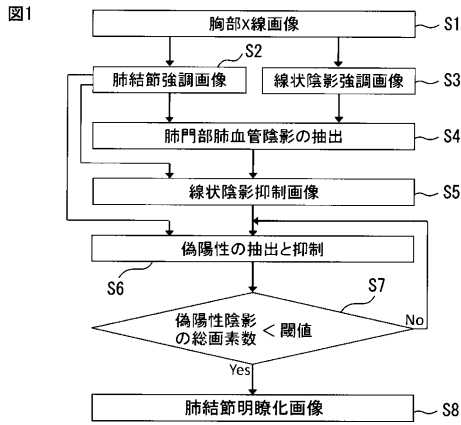 図1
胸部X線画像
S1
S2
肺結節強調画像
線状陰影強調画像
S3
肺門部肺血管陰影の抽出
S4
線状陰影抑制画像
S5
偽陽性の抽出と抑制
S6
S7
偽陽性陰影
の総画素数 < 閾値
No
Yes
肺結節明瞭化画像
S8